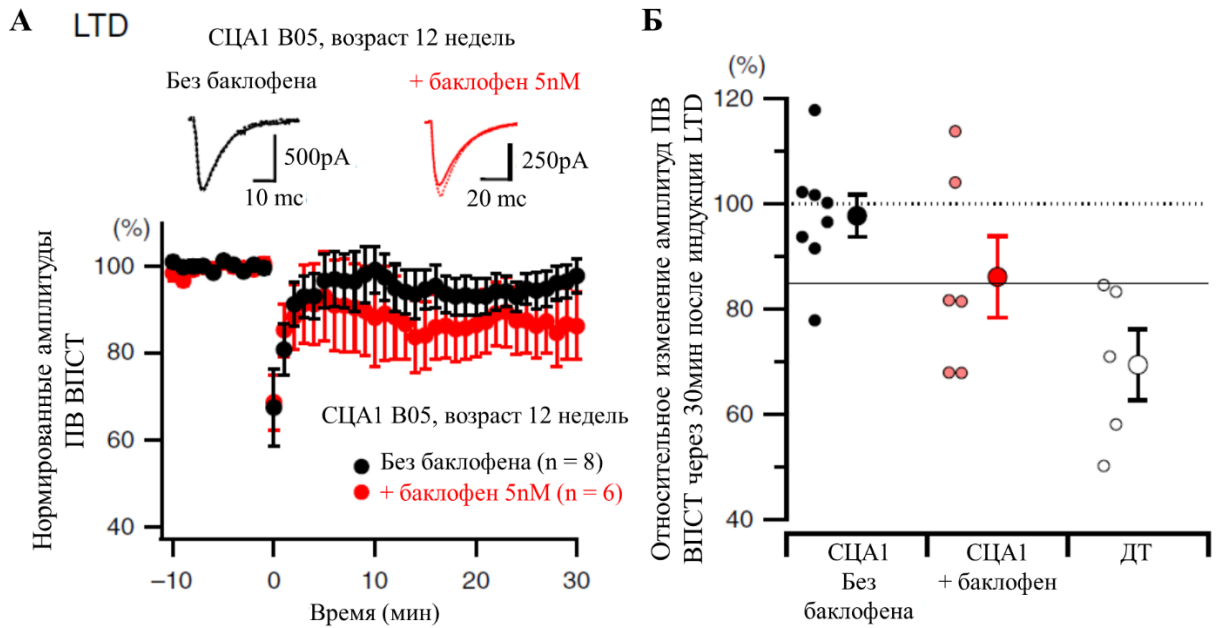 А LTD
СЦА1 B05, возраст 12 недель
Без баклофена
+ баклофен 5nM
500pA
10 mc
250pA
20 mc
(%)
100
80
60
40
Нормированные амплитуды
ПВ ВПСТ
СЦА1 B05, возраст 12 недель
Без баклофена (n = 8)
+ баклофен 5nM (n = 6)
−10 0 10 20 30
Время (мин)
Б
(%)
120
100
80
60
40
Относительное изменение амплитуд ПВ
ВПСТ через 30мин после индукции LTD
СЦА1
Без
баклофена
СЦА1
+ баклофен
ДТ